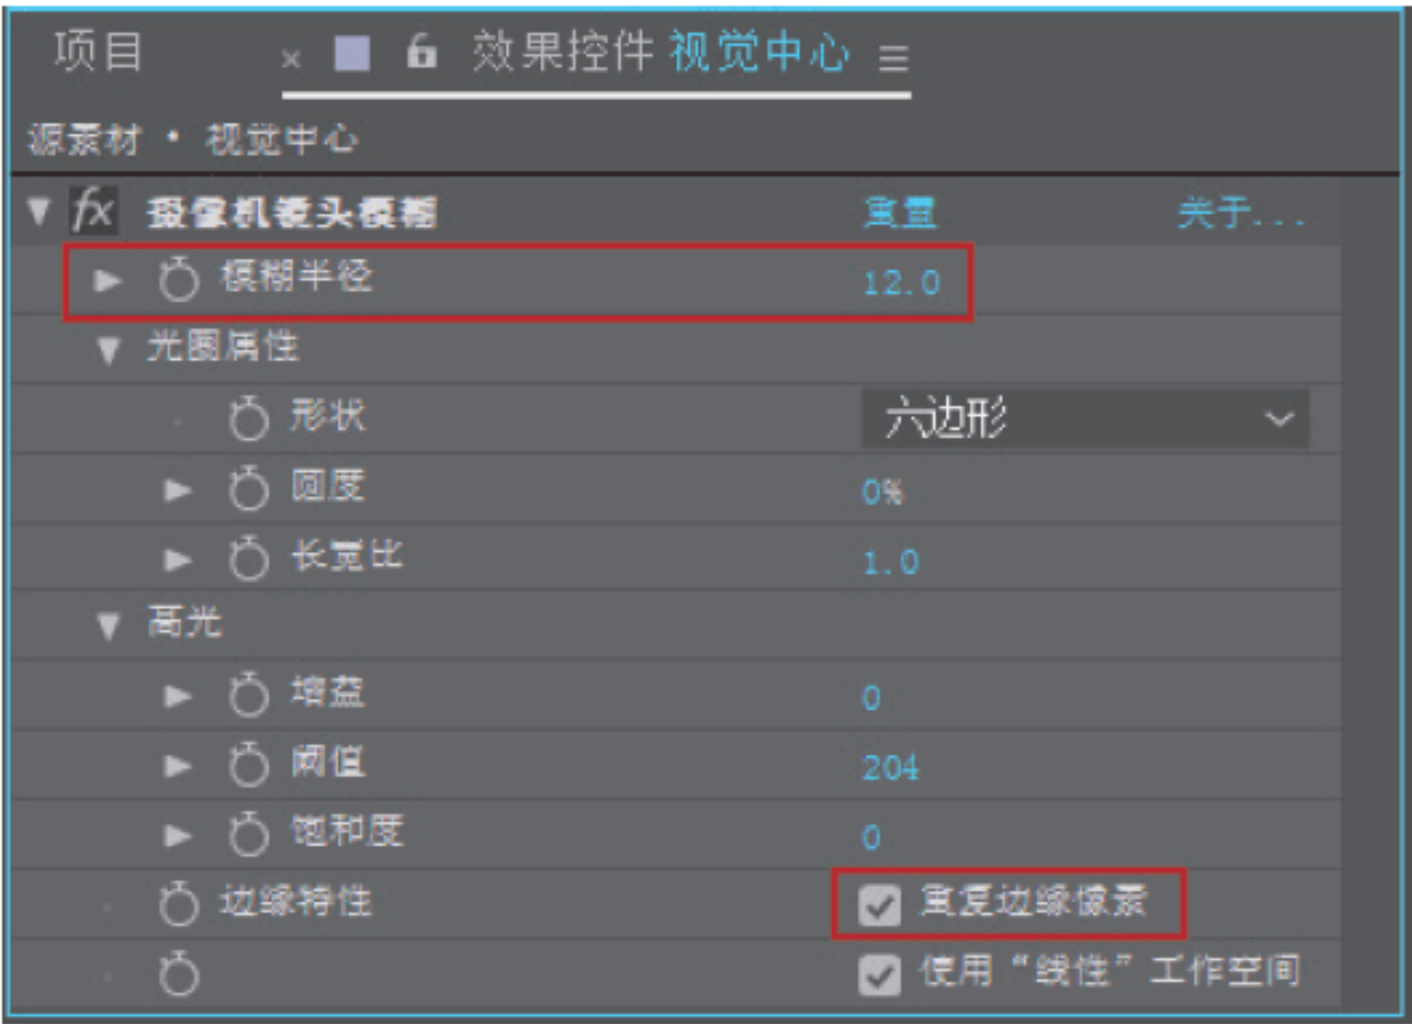 项目 × 效果控件 视觉中心 ≡
源素材 · 视觉中心
fx 摄像机镜头模糊 重置 关于...
模糊半径 12.0
光圈属性
形状 六边形
圆度 0%
长宽比 1.0
高光
增益 0
阈值 204
饱和度 0
边缘特性 重复边缘像素
使用“线性”工作空间